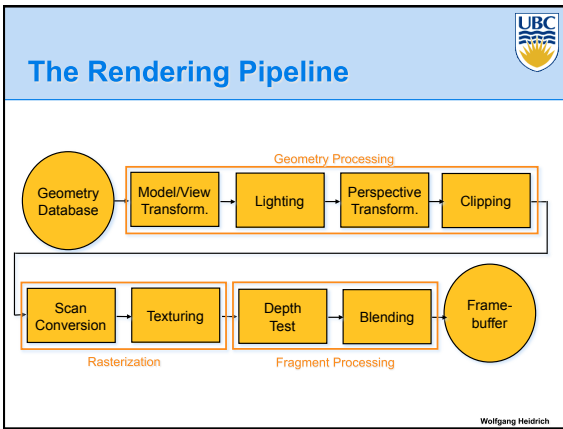 UBC
The Rendering Pipeline
Geometry Processing
Geometry
Database
Model/View
Transform.
Lighting
Perspective
Transform.
Clipping
Scan
Conversion
Texturing
Depth
Test
Blending
Frame-
buffer
Rasterization
Fragment Processing
Wolfgang Heidrich